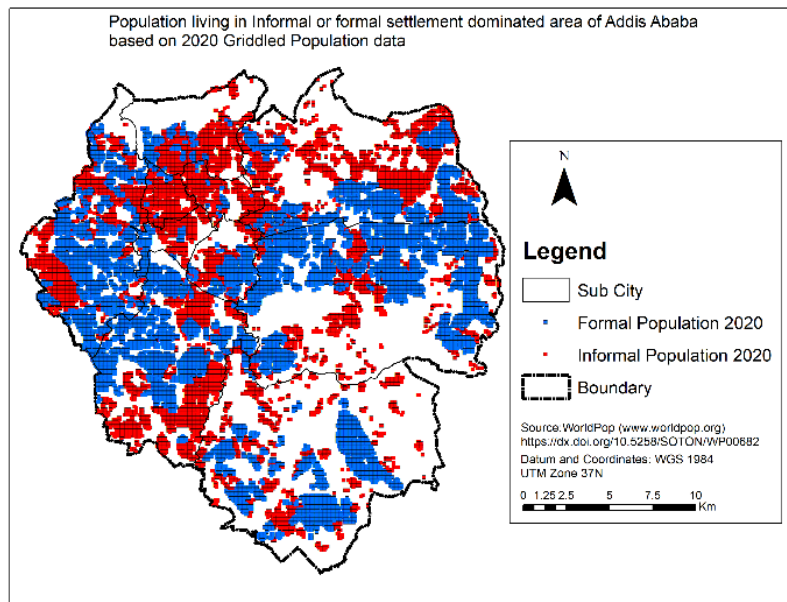 Population living in Informal or formal settlement dominated area of Addis Ababa
based on 2020 Griddled Population data
N
Legend
Sub City
Formal Population 2020
Informal Population 2020
Boundary
Source.WorldPop (www.worldpop.org)
https://dx.doi.org/10.5258/SOTON/WP00682
Datum and Coordinates: WGS 1984
UTM Zone 37N
0 1.25 2.5 5 7.5 10
Km